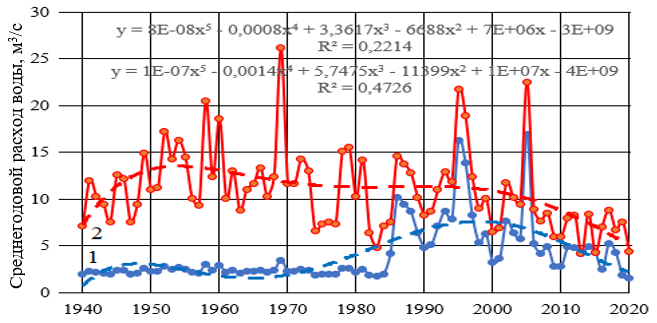 Среднегодовой расход воды, м³/с
30
y = 8E-08x⁵ - 0,0008x⁴ + 3,3617x³ - 6688x² + 7E+06x - 3E+09
R² = 0,2214
25
y = 1E-07x⁵ - 0,0014x⁴ + 5,7475x³ - 11399x² + 1E+07x - 4E+09
R² = 0,4726
20
15
10
2
5
1
0
1940 1950 1960 1970 1980 1990 2000 2010 2020